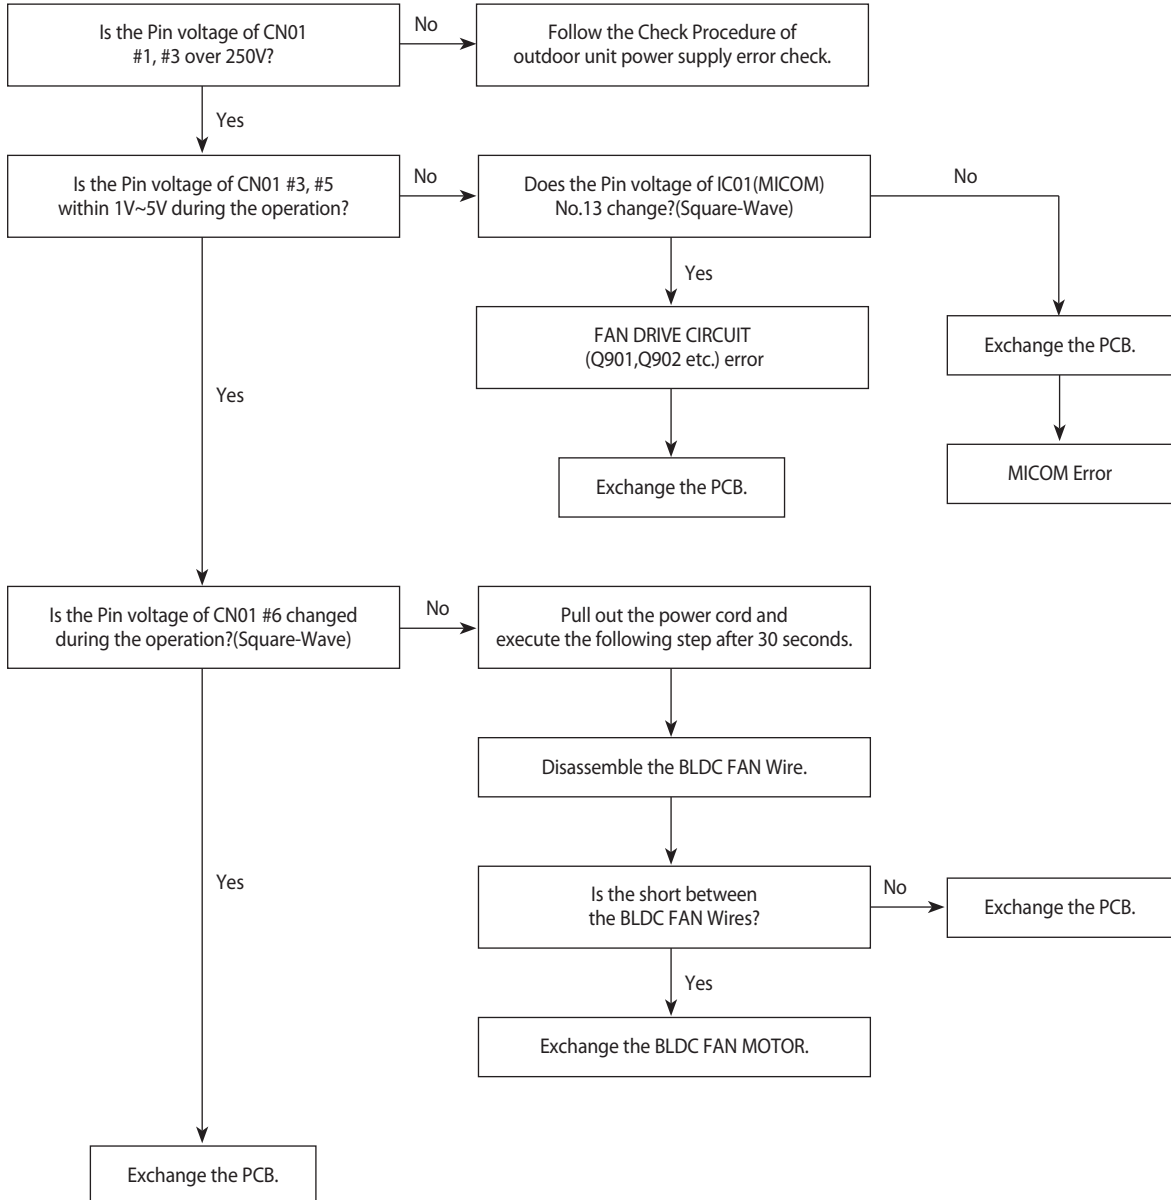 Is the Pin voltage of CN01
#1, #3 over 250V?
No
Follow the Check Procedure of
outdoor unit power supply error check.
Yes
Is the Pin voltage of CN01 #3, #5
within 1V~5V during the operation?
No
Does the Pin voltage of IC01(MICOM)
No.13 change?(Square-Wave)
No
Yes
FAN DRIVE CIRCUIT
(Q901,Q902 etc.) error
Exchange the PCB.
Exchange the PCB.
MICOM Error
Yes
Is the Pin voltage of CN01 #6 changed
during the operation?(Square-Wave)
No
Pull out the power cord and
execute the following step after 30 seconds.
Disassemble the BLDC FAN Wire.
Is the short between
the BLDC FAN Wires?
No
Exchange the PCB.
Yes
Exchange the BLDC FAN MOTOR.
Yes
Exchange the PCB.